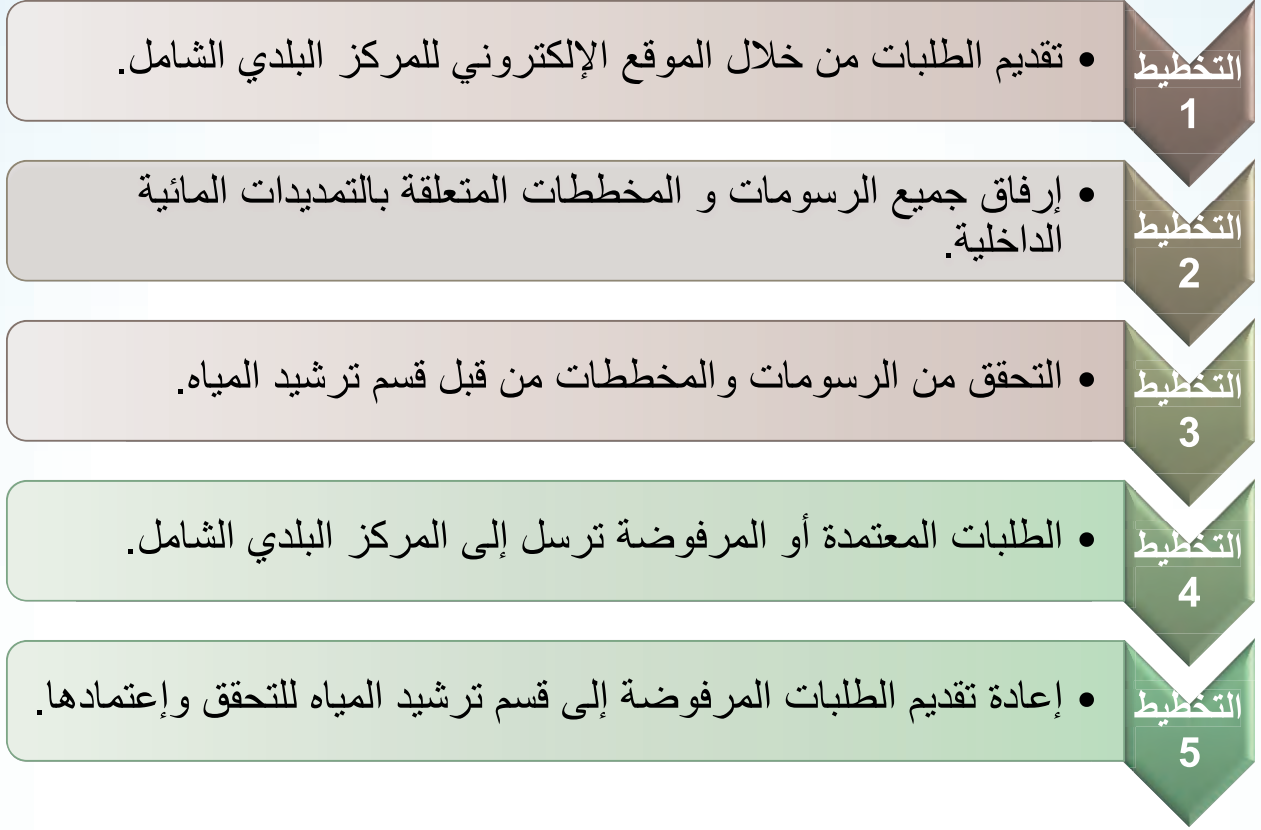 التخطيط
1
• تقديم الطلبات من خلال الموقع الإلكتروني للمركز البلدي الشامل.
التخطيط
2
• إرفاق جميع الرسومات و المخططات المتعلقة بالتمديدات المائية
الداخلية.
التخطيط
3
• التحقق من الرسومات والمخططات من قبل قسم ترشيد المياه.
التخطيط
4
• الطلبات المعتمدة أو المرفوضة ترسل إلى المركز البلدي الشامل.
التخطيط
5
• إعادة تقديم الطلبات المرفوضة إلى قسم ترشيد المياه للتحقق وإعتمادها.